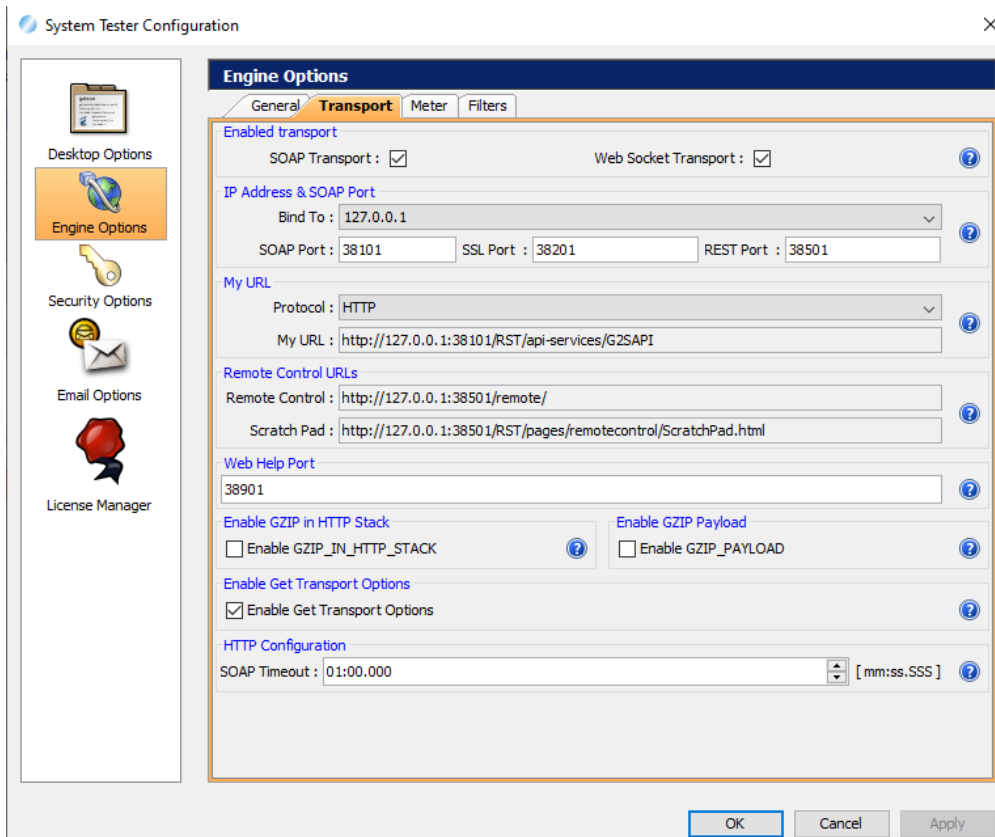 System Tester Configuration
Desktop Options
Engine Options
Security Options
Email Options
License Manager
Engine Options
General Transport Meter Filters
Enabled transport
SOAP Transport : Web Socket Transport :
IP Address & SOAP Port
Bind To : 127.0.0.1
SOAP Port : 38101 SSL Port : 38201 REST Port : 38501
My URL
Protocol : HTTP
My URL : http://127.0.0.1:38101/RST/api-services/G2SAPI
Remote Control URLs
Remote Control : http://127.0.0.1:38501/remote/
Scratch Pad : http://127.0.0.1:38501/RST/pages/remotecontrol/ScratchPad.html
Web Help Port
38901
Enable GZIP in HTTP Stack Enable GZIP Payload
Enable GZIP_IN_HTTP_STACK Enable GZIP_PAYLOAD
Enable Get Transport Options
Enable Get Transport Options
HTTP Configuration
SOAP Timeout : 01:00.000 [ mm:ss.SSS ]
OK Cancel Apply